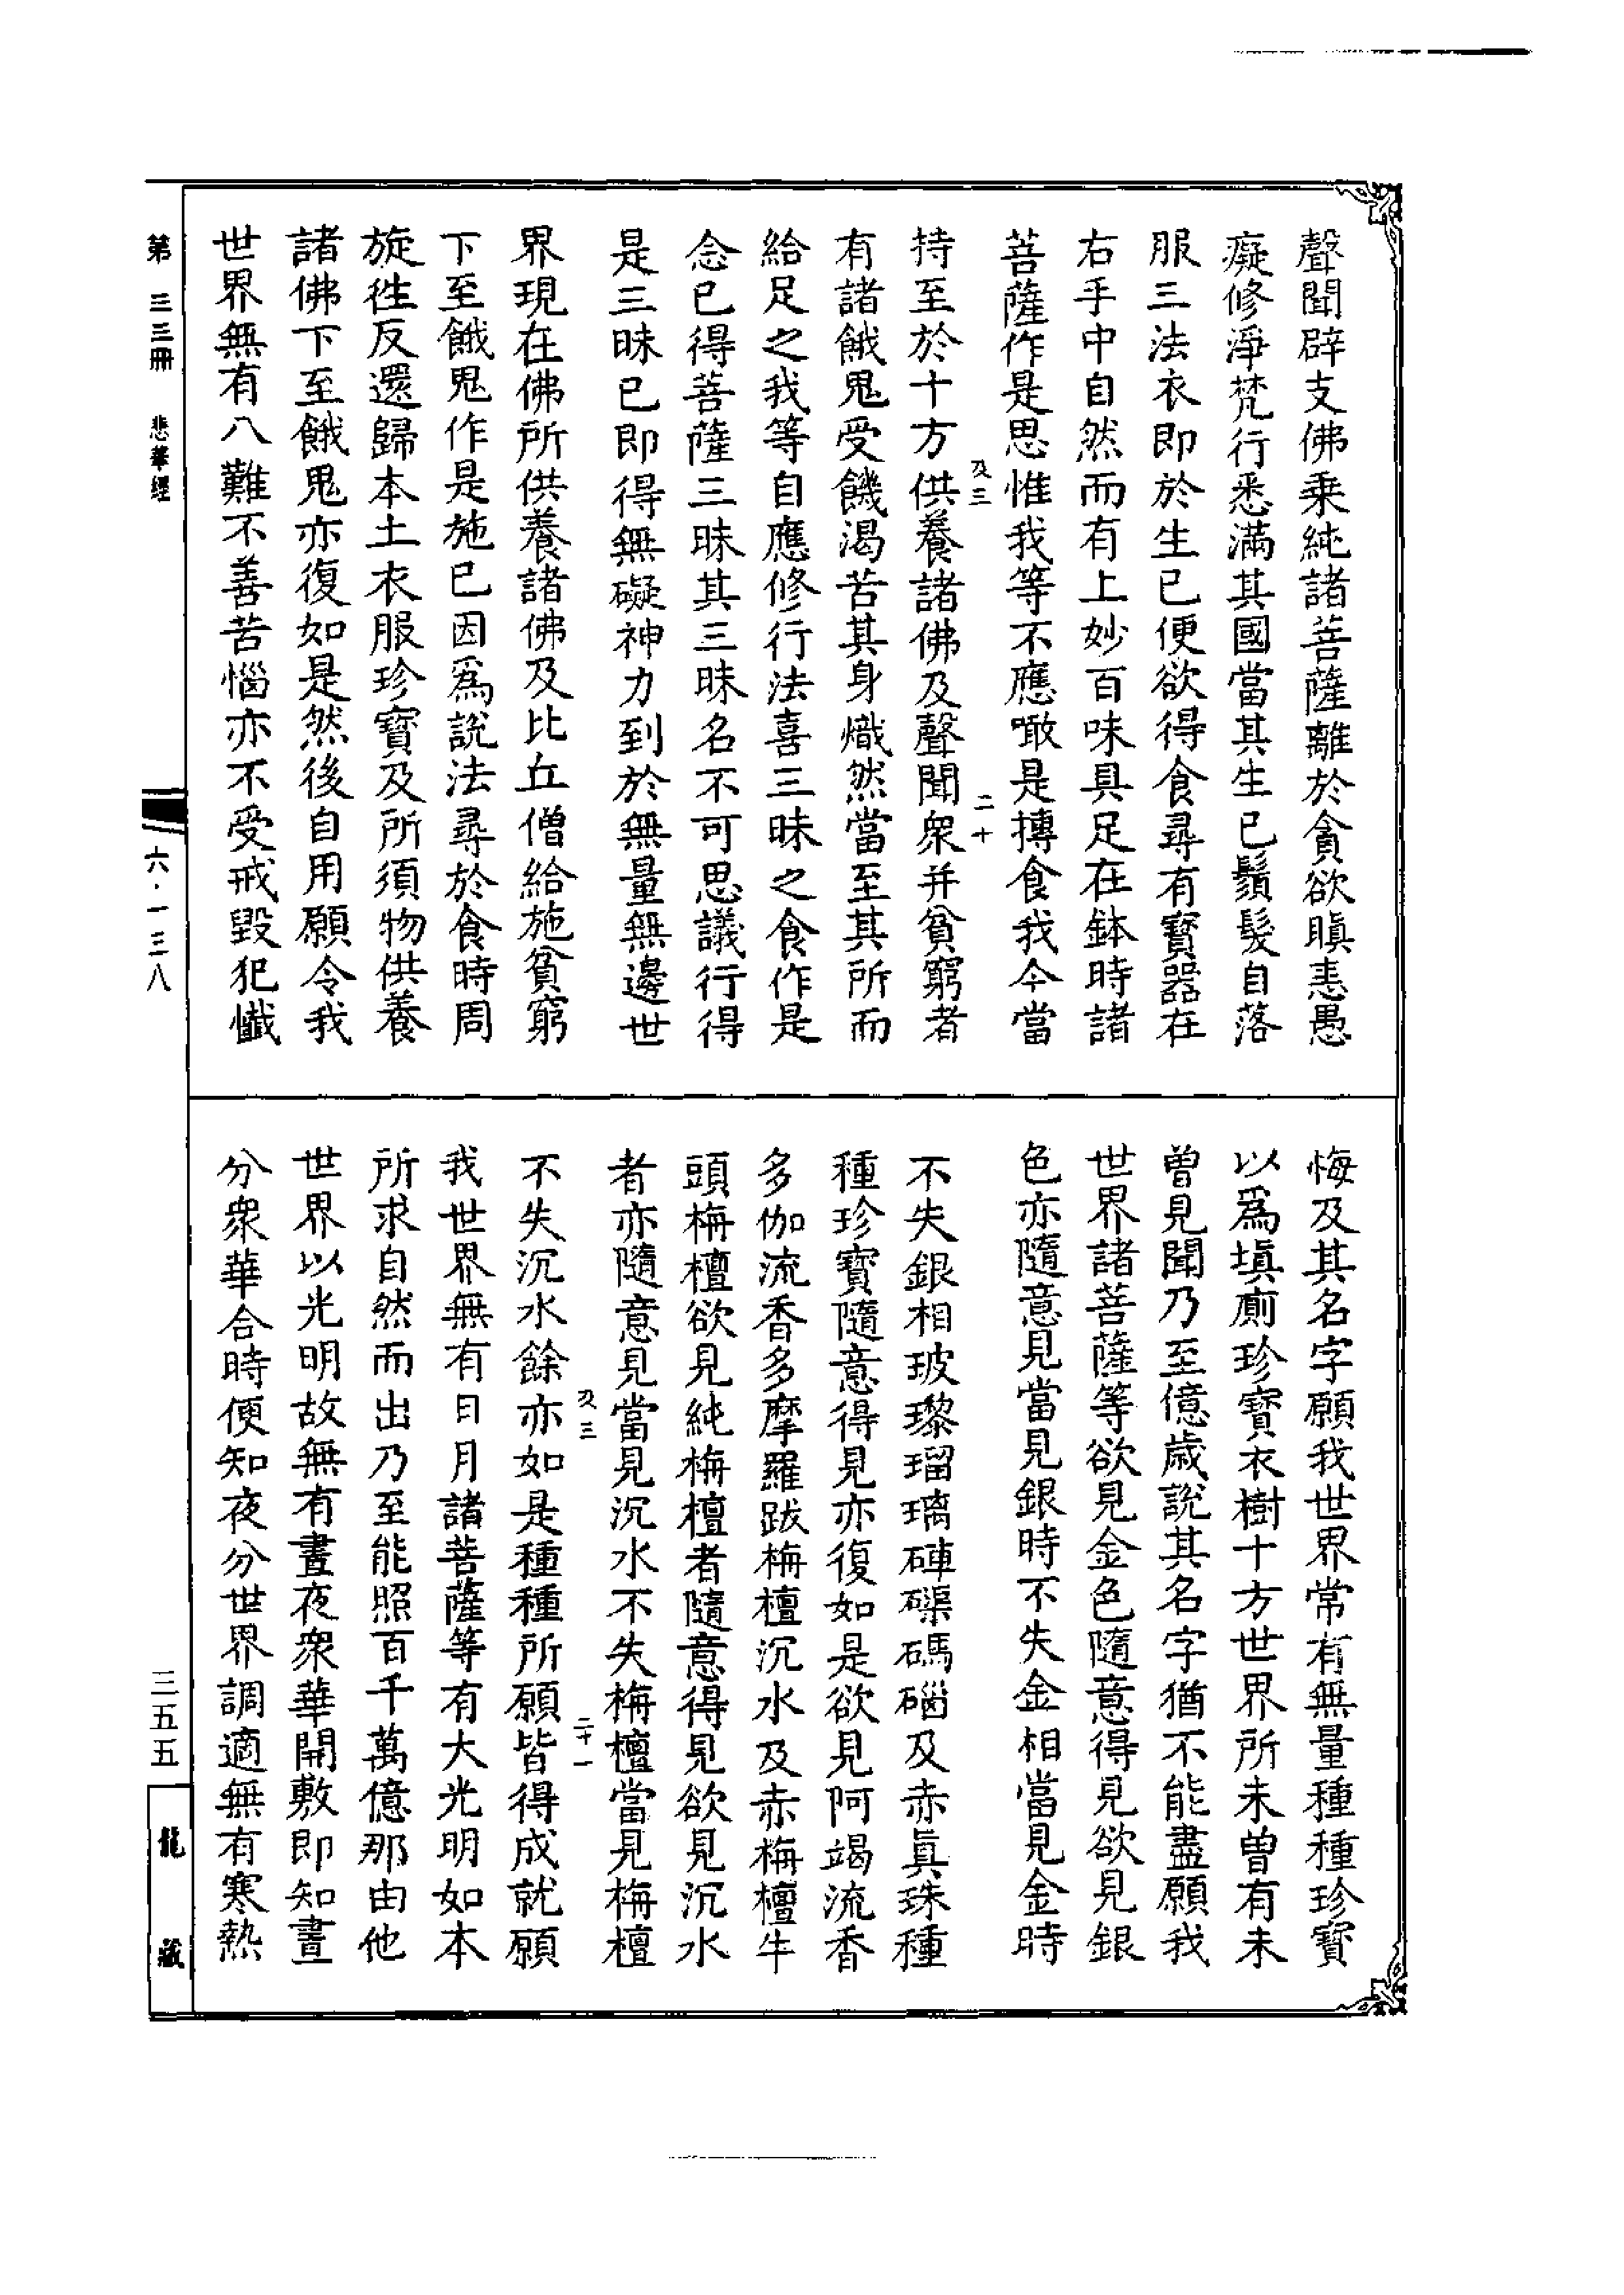 聲聞辟支佛乘純諸菩薩離於貪欲瞋恚愚
癡修淨梵行悉滿其國當其生已鬚髮自落
服三法衣即於生已便欲得食尋有寶器在
右手中自然而有上妙百味具足在鉢時諸
菩薩作是思惟我等不應噉是摶食我今當
及三
二十
持至於十方供養諸佛及聲聞衆并貧窮者
有諸餓鬼受饑渴苦其身熾然當至其所而
給足之我等自應修行法喜三昧之食作是
念已得菩薩三昧其三昧名不可思議行得
是三昧已即得無礙神力到於無量無邊世
界現在佛所供養諸佛及比丘僧給施貧窮
下至餓鬼作是施已因爲說法尋於食時周
旋徃反還歸本土衣服珍寶及所須物供養
諸佛下至餓鬼亦復如是然後自用願令我
世界無有八難不善苦惱亦不受戒毀犯懺
悔及其名字願我世界常有無量種種珍寶
以爲塡廁珍寶衣樹十方世界所未曾有未
曾見聞乃至億歲說其名字猶不能盡願我
世界諸菩薩等欲見金色隨意得見欲見銀
色亦隨意見當見銀時不失金相當見金時
不失銀相玻瓈瑠璃硨磲碼碯及赤眞珠種
種珍寶隨意得見亦復如是欲見阿竭流香
多伽流香多摩羅跋栴檀沉水及赤栴檀牛
頭栴檀欲見純栴檀者隨意得見欲見沉水
者亦隨意見當見沉水不失栴檀當見栴檀
及三
二十一
不失沉水餘亦如是種種所願皆得成就願
我世界無有日月諸菩薩等有大光明如本
所求自然而出乃至能照百千萬億那由他
世界以光明故無有晝夜衆華開敷即知晝
分衆華合時便知夜分世界調適無有寒熱
第三三冊 悲華經
六·一三八
三五五
龍藏